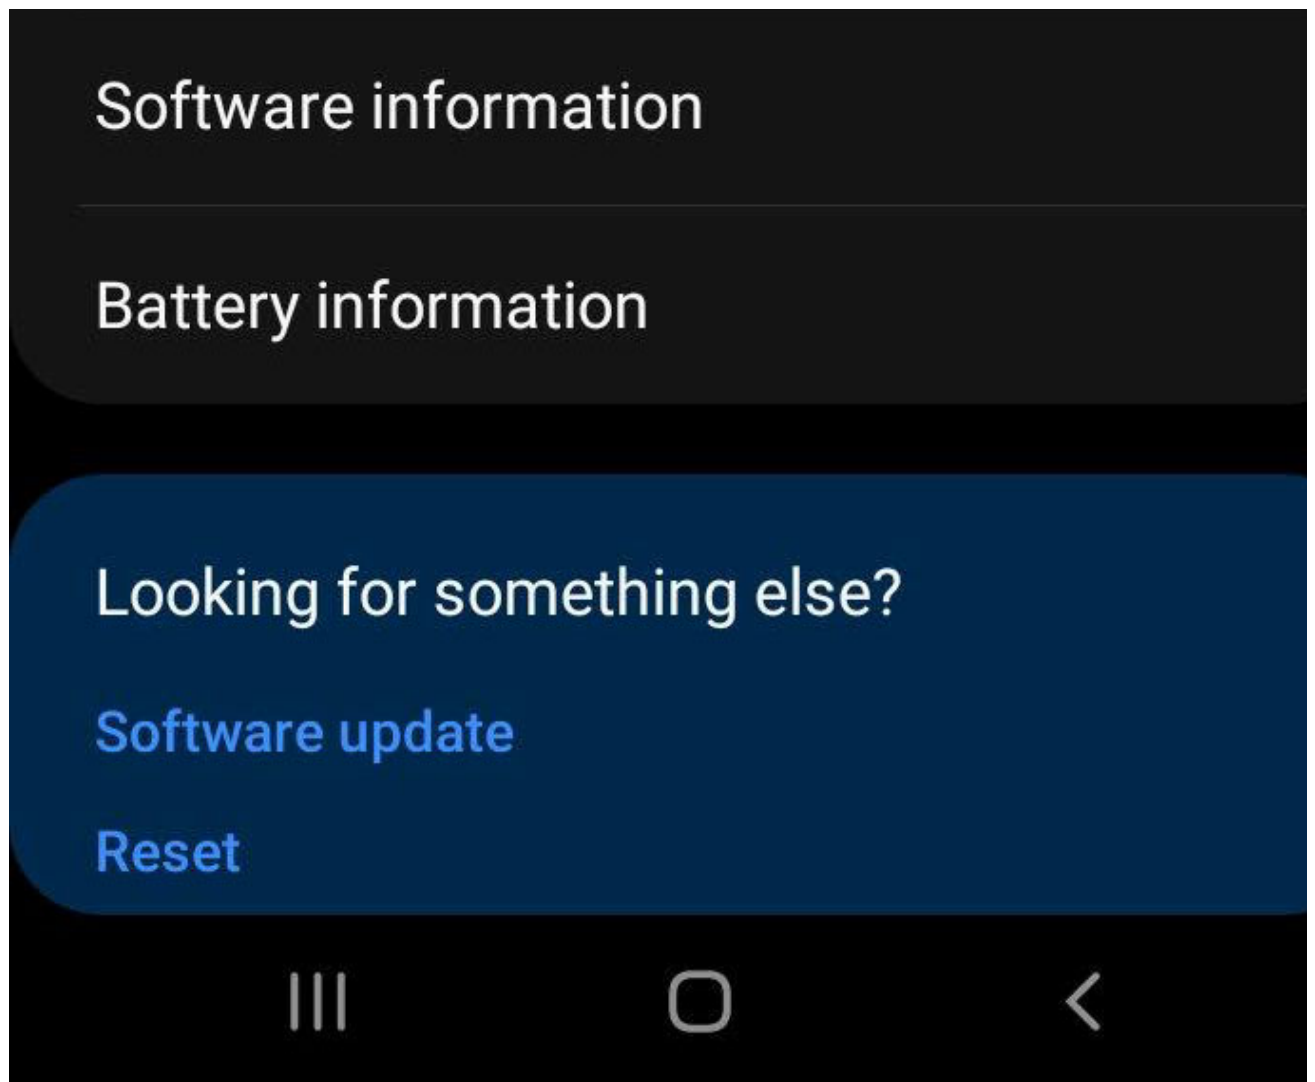 Software information
Battery information
Looking for something else?
Software update
Reset